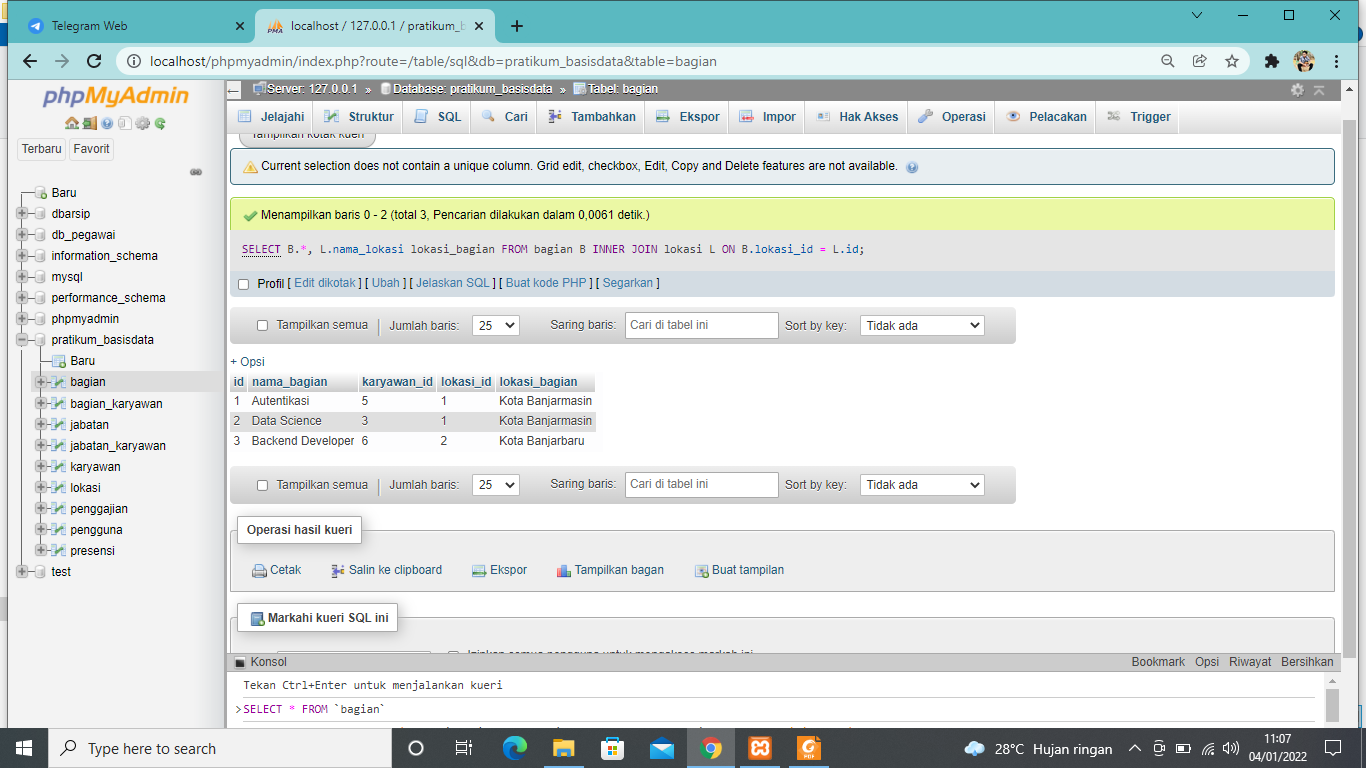 Telegram Web
localhost / 127.0.0.1 / pratikum_b
localhost/phpmyadmin/index.php?route=/table/sql&db=pratikum_basisdata&table=bagian
phpMyAdmin
Terbaru Favorit
Baru
dbarsip
db_pegawai
information_schema
mysql
performance_schema
phpmyadmin
pratikum_basisdata
Baru
bagian
bagian_karyawan
jabatan
jabatan_karyawan
karyawan
lokasi
penggajian
pengguna
presensi
test
Server: 127.0.0.1 » Database: pratikum_basisdata » Tabel: bagian
Jelajahi Struktur SQL Cari Tambahkan Ekspor Impor Hak Akses Operasi Pelacakan Trigger
Tampilkan kotak kueri
Current selection does not contain a unique column. Grid edit, checkbox, Edit, Copy and Delete features are not available.
Menampilkan baris 0 - 2 (total 3, Pencarian dilakukan dalam 0,0061 detik.)
SELECT B.*, L.nama_lokasi lokasi_bagian FROM bagian B INNER JOIN lokasi L ON B.lokasi_id = L.id;
Profil [ Edit dikotak ] [ Ubah ] [ Jelaskan SQL ] [ Buat kode PHP ] [ Segarkan ]
Tampilkan semua Jumlah baris: 25 Saring baris: Cari di tabel ini Sort by key: Tidak ada
+ Opsi
id nama_bagian karyawan_id lokasi_id lokasi_bagian
1 Autentikasi 5 1 Kota Banjarmasin
2 Data Science 3 1 Kota Banjarmasin
3 Backend Developer 6 2 Kota Banjarbaru
Tampilkan semua Jumlah baris: 25 Saring baris: Cari di tabel ini Sort by key: Tidak ada
Operasi hasil kueri
Cetak Salin ke clipboard Ekspor Tampilkan bagan Buat tampilan
Markahi kueri SQL ini
Izinkan semua pengguna untuk mengakses markah ini
Konsol Bookmark Opsi Riwayat Bersihkan
Tekan Ctrl+Enter untuk menjalankan kueri
>SELECT * FROM `bagian`
Type here to search
28°C Hujan ringan
11:07
04/01/2022